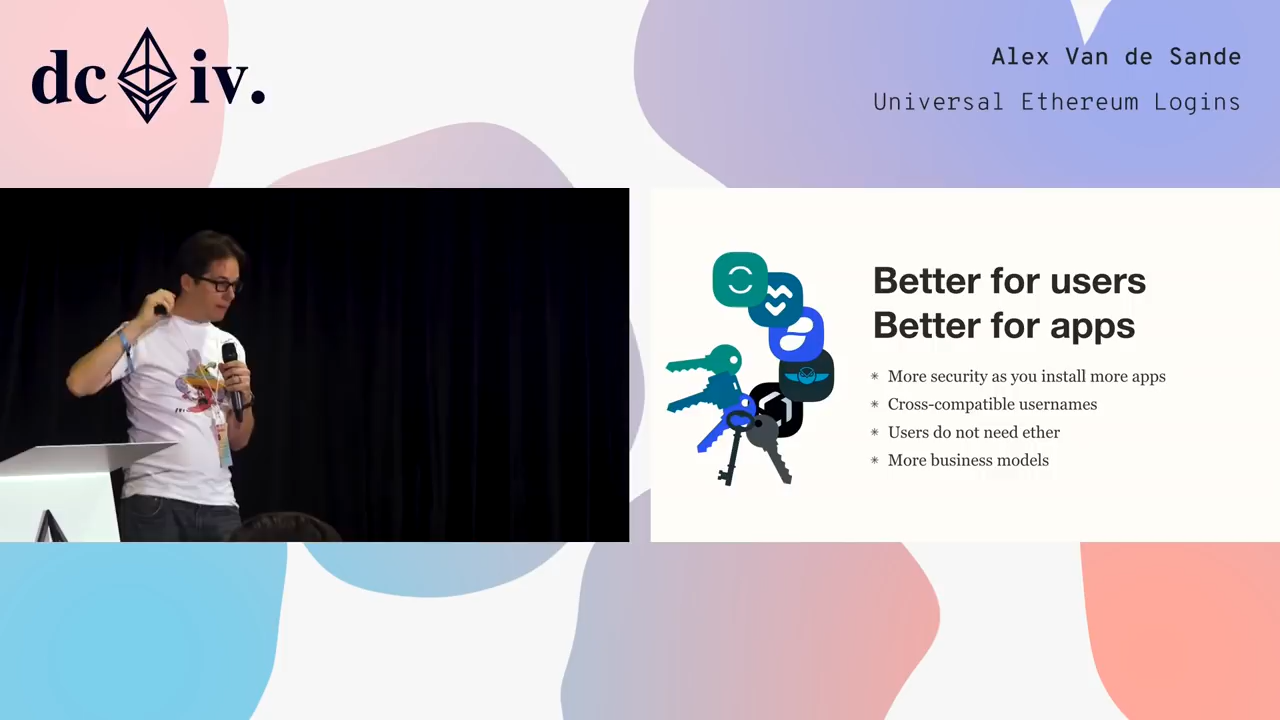 dc iv.
Alex Van de Sande
Universal Ethereum Logins
Better for users
Better for apps
* More security as you install more apps
* Cross-compatible usernames
* Users do not need ether
* More business models